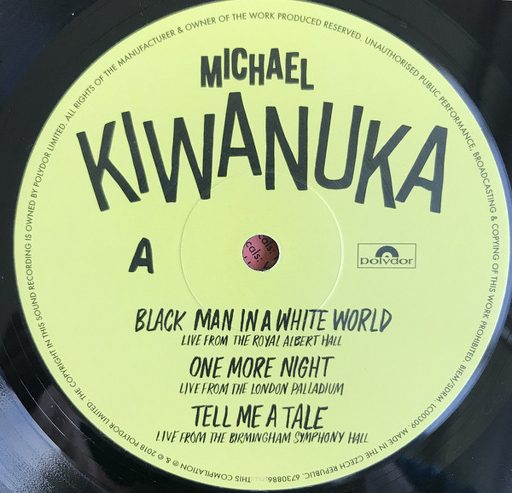 MICHAEL
KIWANUKA
A
polydor
BLACK MAN IN A WHITE WORLD
LIVE FROM THE ROYAL ALBERT HALL
ONE MORE NIGHT
LIVE FROM THE LONDON PALLADIUM
TELL ME A TALE
LIVE FROM THE BIRMINGHAM SYMPHONY HALL
THE COPYRIGHT IN THIS SOUND RECORDING IS OWNED BY POLYDOR LIMITED. ALL RIGHTS OF THE MANUFACTURER & OWNER OF THE WORK PRODUCED RESERVED. UNAUTHORISED PUBLIC PERFORMANCE, BROADCASTING & COPYING OF THIS WORK PROHIBITED. BIEM/SDRM. LC00309. MADE IN THE CZECH REPUBLIC. 6730886
THIS COMPILATION ℗ & © 2018 POLYDOR LIMITED
cals: